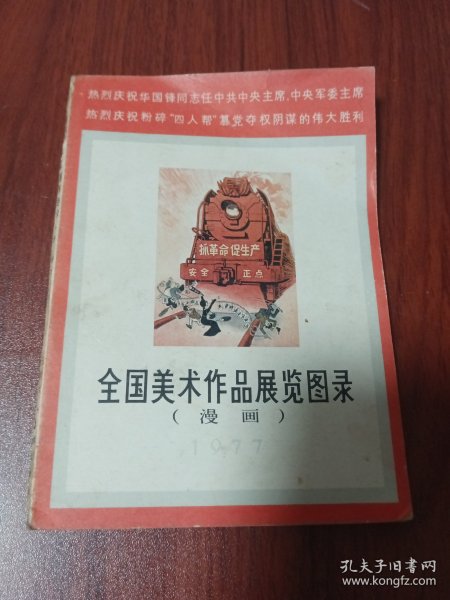 热烈庆祝华国锋同志任中共中央主席、中央军委主席
热烈庆祝粉碎“四人帮”篡党夺权阴谋的伟大胜利
抓革命促生产
安全 正点
全国美术作品展览图录
（漫画）
1977
孔夫子旧书网
www.kongfz.com